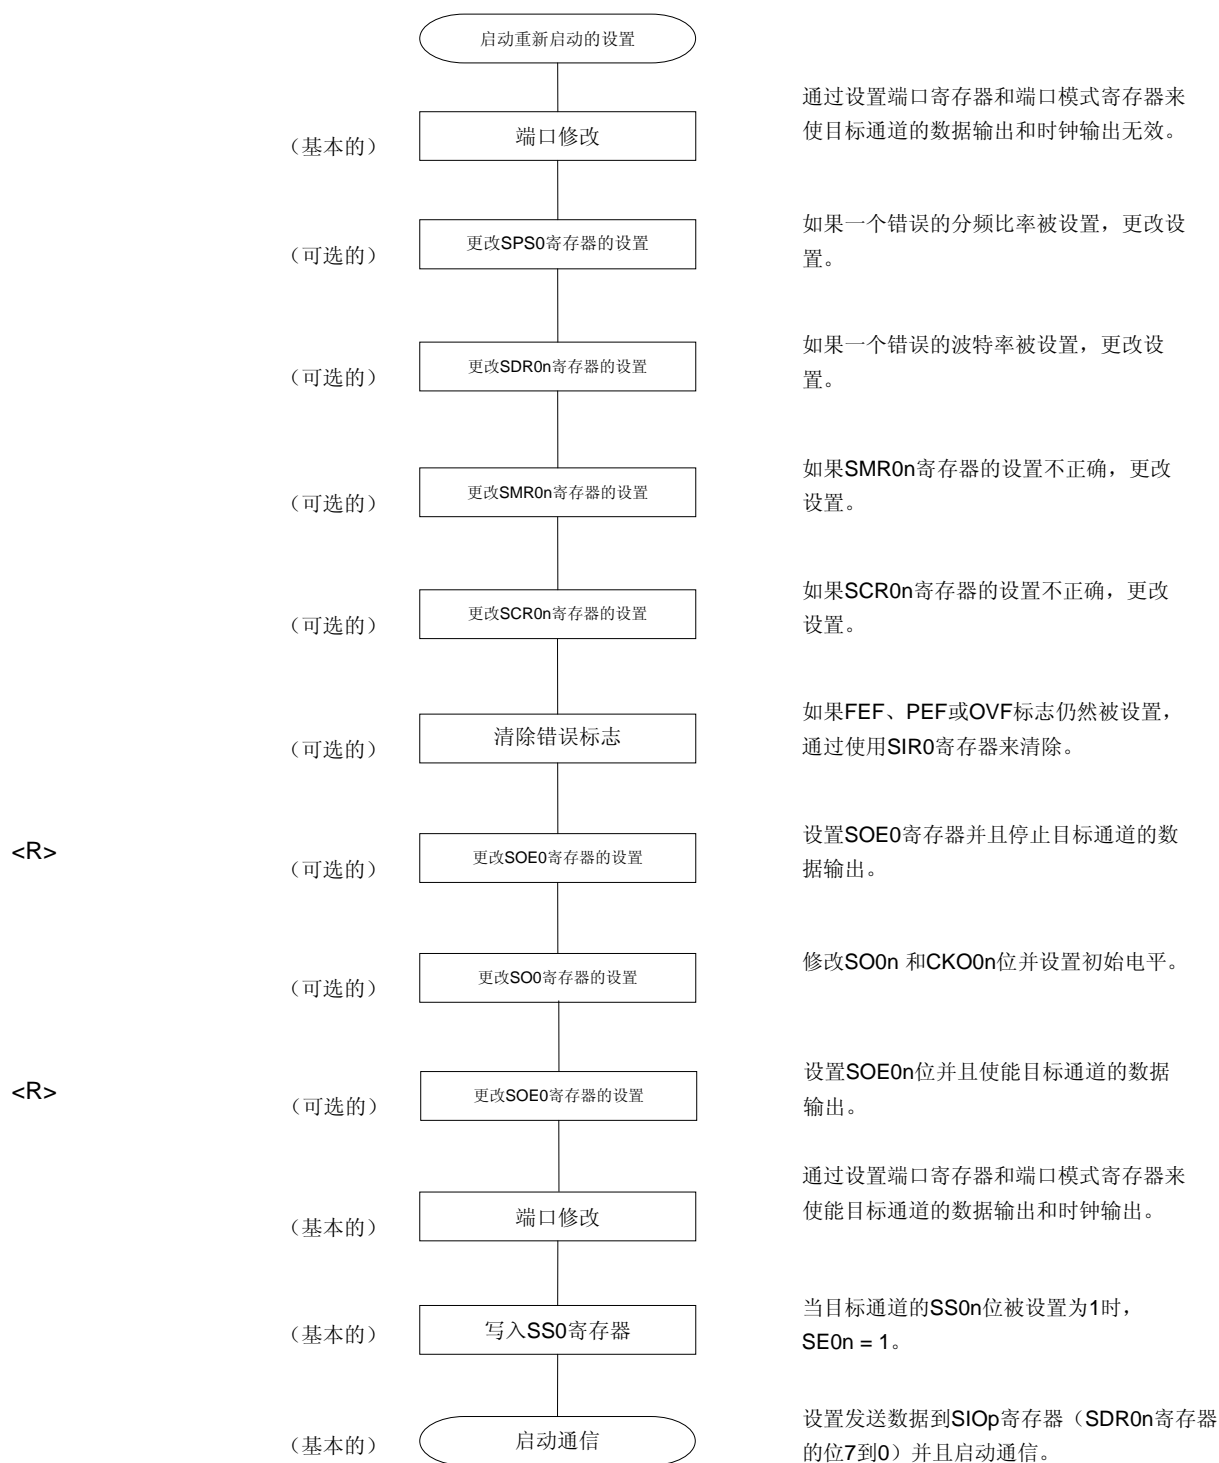 启动重新启动的设置
（基本的）
端口修改
通过设置端口寄存器和端口模式寄存器来
使目标通道的数据输出和时钟输出无效。
（可选的）
更改SPS0寄存器的设置
如果一个错误的分频比率被设置，更改设
置。
（可选的）
更改SDR0n寄存器的设置
如果一个错误的波特率被设置，更改设
置。
（可选的）
更改SMR0n寄存器的设置
如果SMR0n寄存器的设置不正确，更改
设置。
（可选的）
更改SCR0n寄存器的设置
如果SCR0n寄存器的设置不正确，更改
设置。
（可选的）
清除错误标志
如果FEF、PEF或OVF标志仍然被设置，
通过使用SIR0寄存器来清除。
<R>
（可选的）
更改SOE0寄存器的设置
设置SOE0寄存器并且停止目标通道的数
据输出。
（可选的）
更改SO0寄存器的设置
修改SO0n 和CKO0n位并设置初始电平。
<R>
（可选的）
更改SOE0寄存器的设置
设置SOE0n位并且使能目标通道的数据
输出。
（基本的）
端口修改
通过设置端口寄存器和端口模式寄存器来
使能目标通道的数据输出和时钟输出。
（基本的）
写入SS0寄存器
当目标通道的SS0n位被设置为1时，
SE0n = 1。
（基本的）
启动通信
设置发送数据到SIOp寄存器（SDR0n寄存器
的位7到0）并且启动通信。